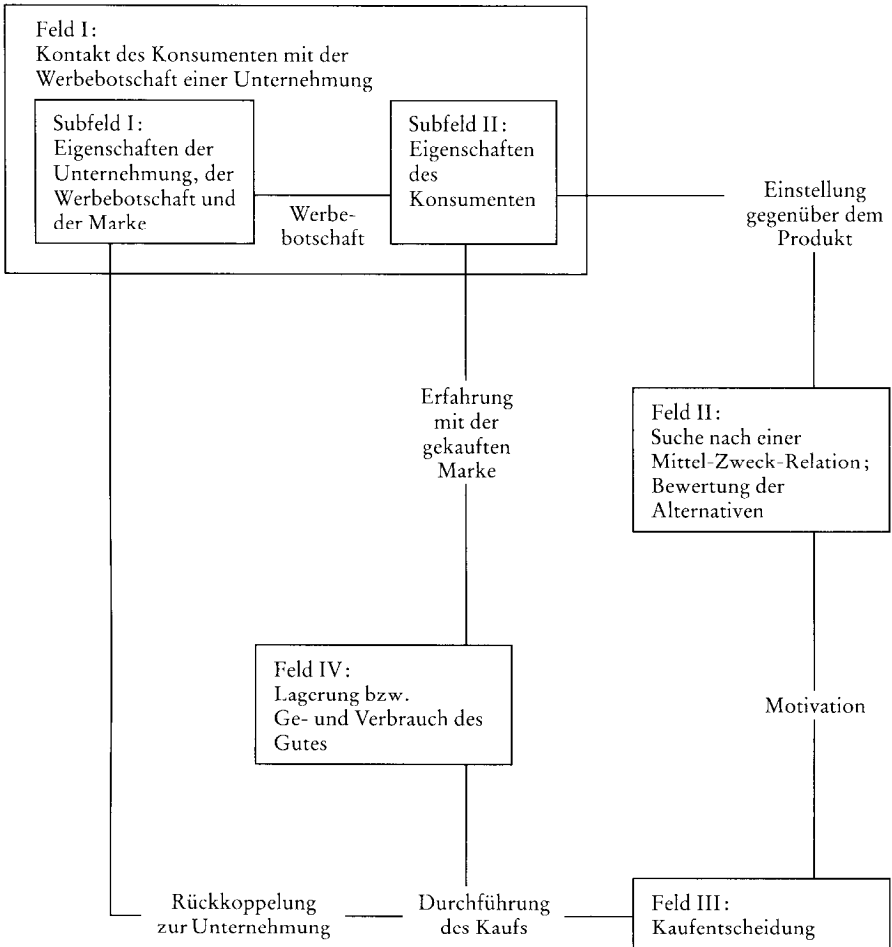 Feld I:
Kontakt des Konsumenten mit der
Werbebotschaft einer Unternehmung
Subfeld I:
Eigenschaften der
Unternehmung, der
Werbebotschaft und
der Marke
Werbe-
botschaft
Subfeld II:
Eigenschaften
des
Konsumenten
Einstellung
gegenüber dem
Produkt
Erfahrung
mit der
gekauften
Marke
Feld II:
Suche nach einer
Mittel-Zweck-Relation;
Bewertung der
Alternativen
Feld IV:
Lagerung bzw.
Ge- und Verbrauch des
Gutes
Motivation
Rückkoppelung
zur Unternehmung
Durchführung
des Kaufs
Feld III:
Kaufentscheidung